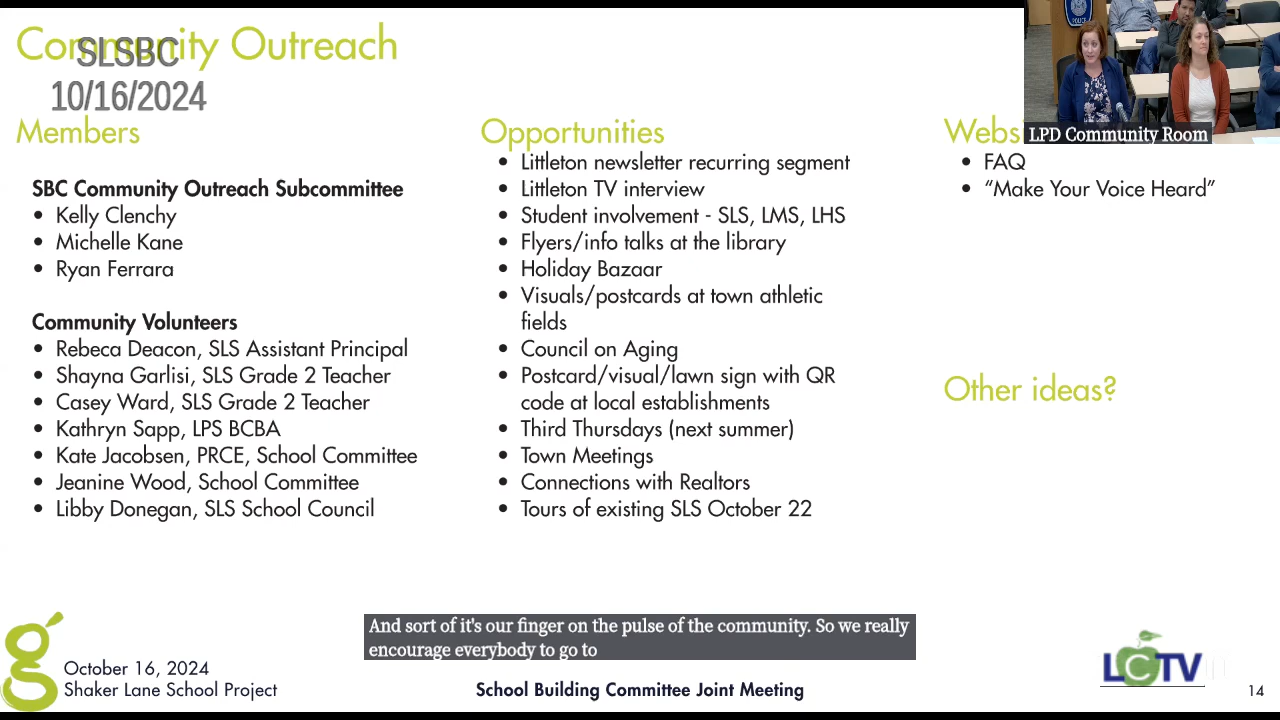 Community Outreach
SLSBC
10/16/2024
Members
SBC Community Outreach Subcommittee
• Kelly Clenchy
• Michelle Kane
• Ryan Ferrara
Community Volunteers
• Rebeca Deacon, SLS Assistant Principal
• Shayna Garlisi, SLS Grade 2 Teacher
• Casey Ward, SLS Grade 2 Teacher
• Kathryn Sapp, LPS BCBA
• Kate Jacobsen, PRCE, School Committee
• Jeanine Wood, School Committee
• Libby Donegan, SLS School Council
Opportunities
• Littleton newsletter recurring segment
• Littleton TV interview
• Student involvement - SLS, LMS, LHS
• Flyers/info talks at the library
• Holiday Bazaar
• Visuals/postcards at town athletic
fields
• Council on Aging
• Postcard/visual/lawn sign with QR
code at local establishments
• Third Thursdays (next summer)
• Town Meetings
• Connections with Realtors
• Tours of existing SLS October 22
POLICE
LPD Community Room
Webs
• FAQ
• “Make Your Voice Heard”
Other ideas?
And sort of it's our finger on the pulse of the community. So we really
encourage everybody to go to
g
October 16, 2024
Shaker Lane School Project
School Building Committee Joint Meeting
LCTV
14